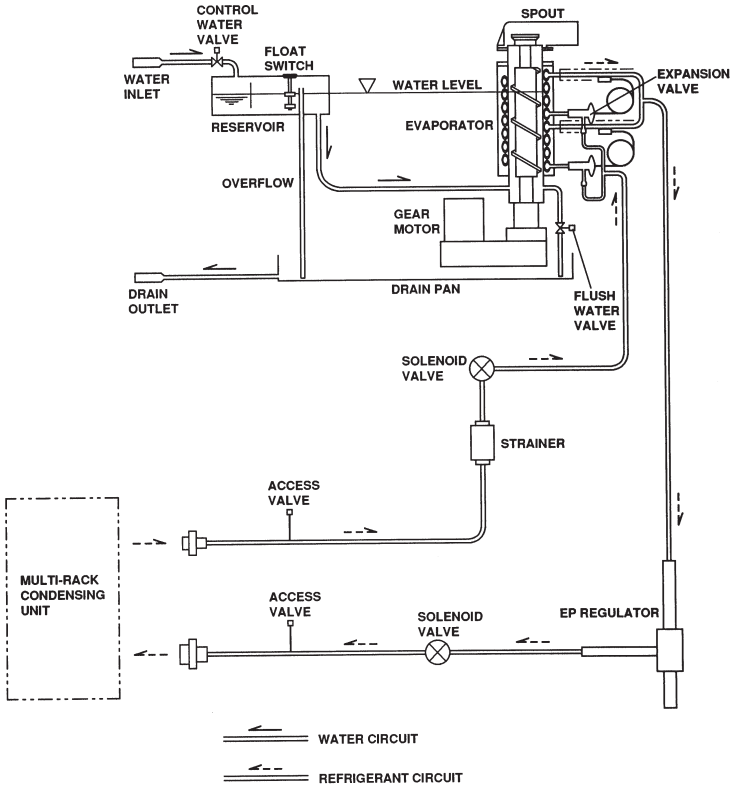 SPOUT
CONTROL
WATER
VALVE
FLOAT
SWITCH
WATER
INLET
WATER LEVEL
EXPANSION
VALVE
RESERVOIR
EVAPORATOR
OVERFLOW
GEAR
MOTOR
DRAIN
OUTLET
DRAIN PAN
FLUSH
WATER
VALVE
SOLENOID
VALVE
STRAINER
ACCESS
VALVE
MULTI-RACK
CONDENSING
UNIT
ACCESS
VALVE
SOLENOID
VALVE
EP REGULATOR
WATER CIRCUIT
REFRIGERANT CIRCUIT